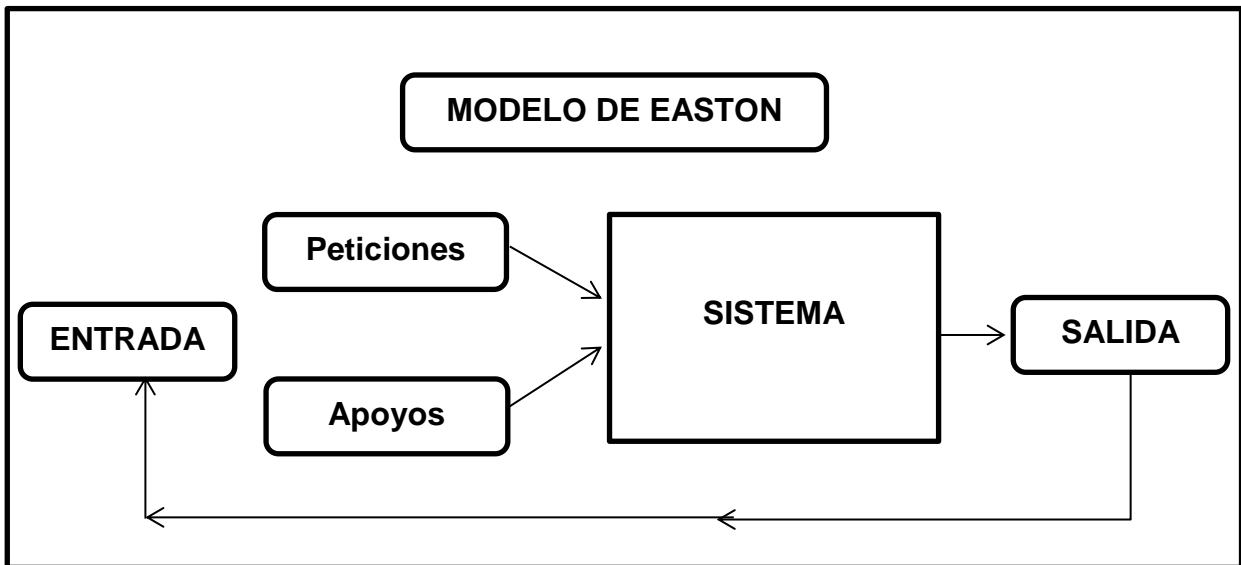 MODELO DE EASTON
Peticiones
SISTEMA
ENTRADA
SALIDA
Apoyos